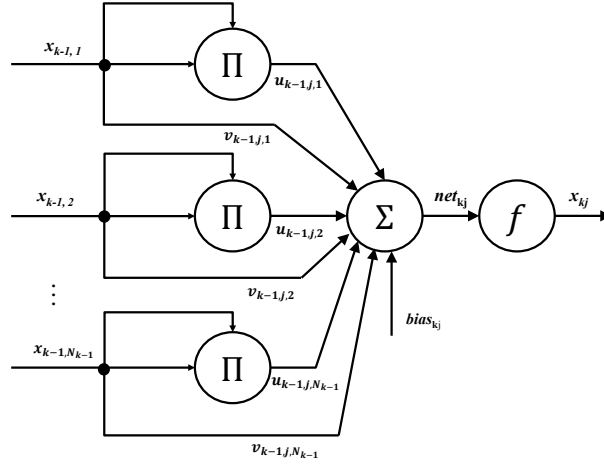 x_{k-1, 1}
∏
u_{k−1,j,1}
v_{k−1,j,1}
x_{k-1, 2}
∏
u_{k−1,j,2}
Σ
net_{kj}
f
x_{kj}
v_{k−1,j,2}
⋮
bias_{kj}
x_{k−1,N_{k−1}}
∏
u_{k−1,j,N_{k−1}}
v_{k−1,j,N_{k−1}}